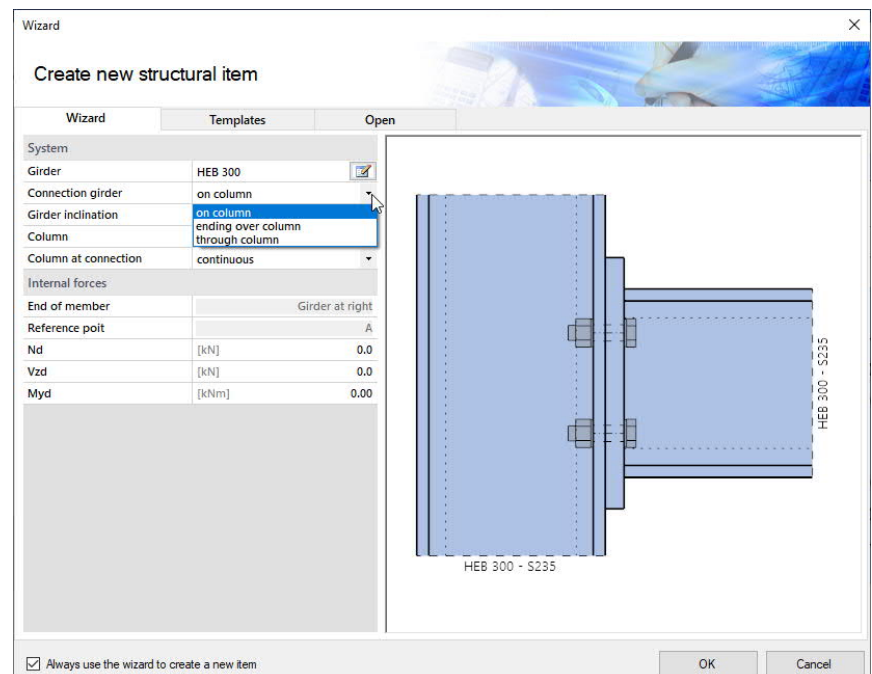 Wizard
Create new structural item
Wizard Templates Open
System
Girder HEB 300
Connection girder on column
Girder inclination on column
ending over column
Column through column
Column at connection continuous
Internal forces
End of member Girder at right
Reference poit A
Nd [kN] 0.0
Vzd [kN] 0.0
Myd [kNm] 0.00
HEB 300 - S235
HEB 300 - S235
Always use the wizard to create a new item
OK Cancel